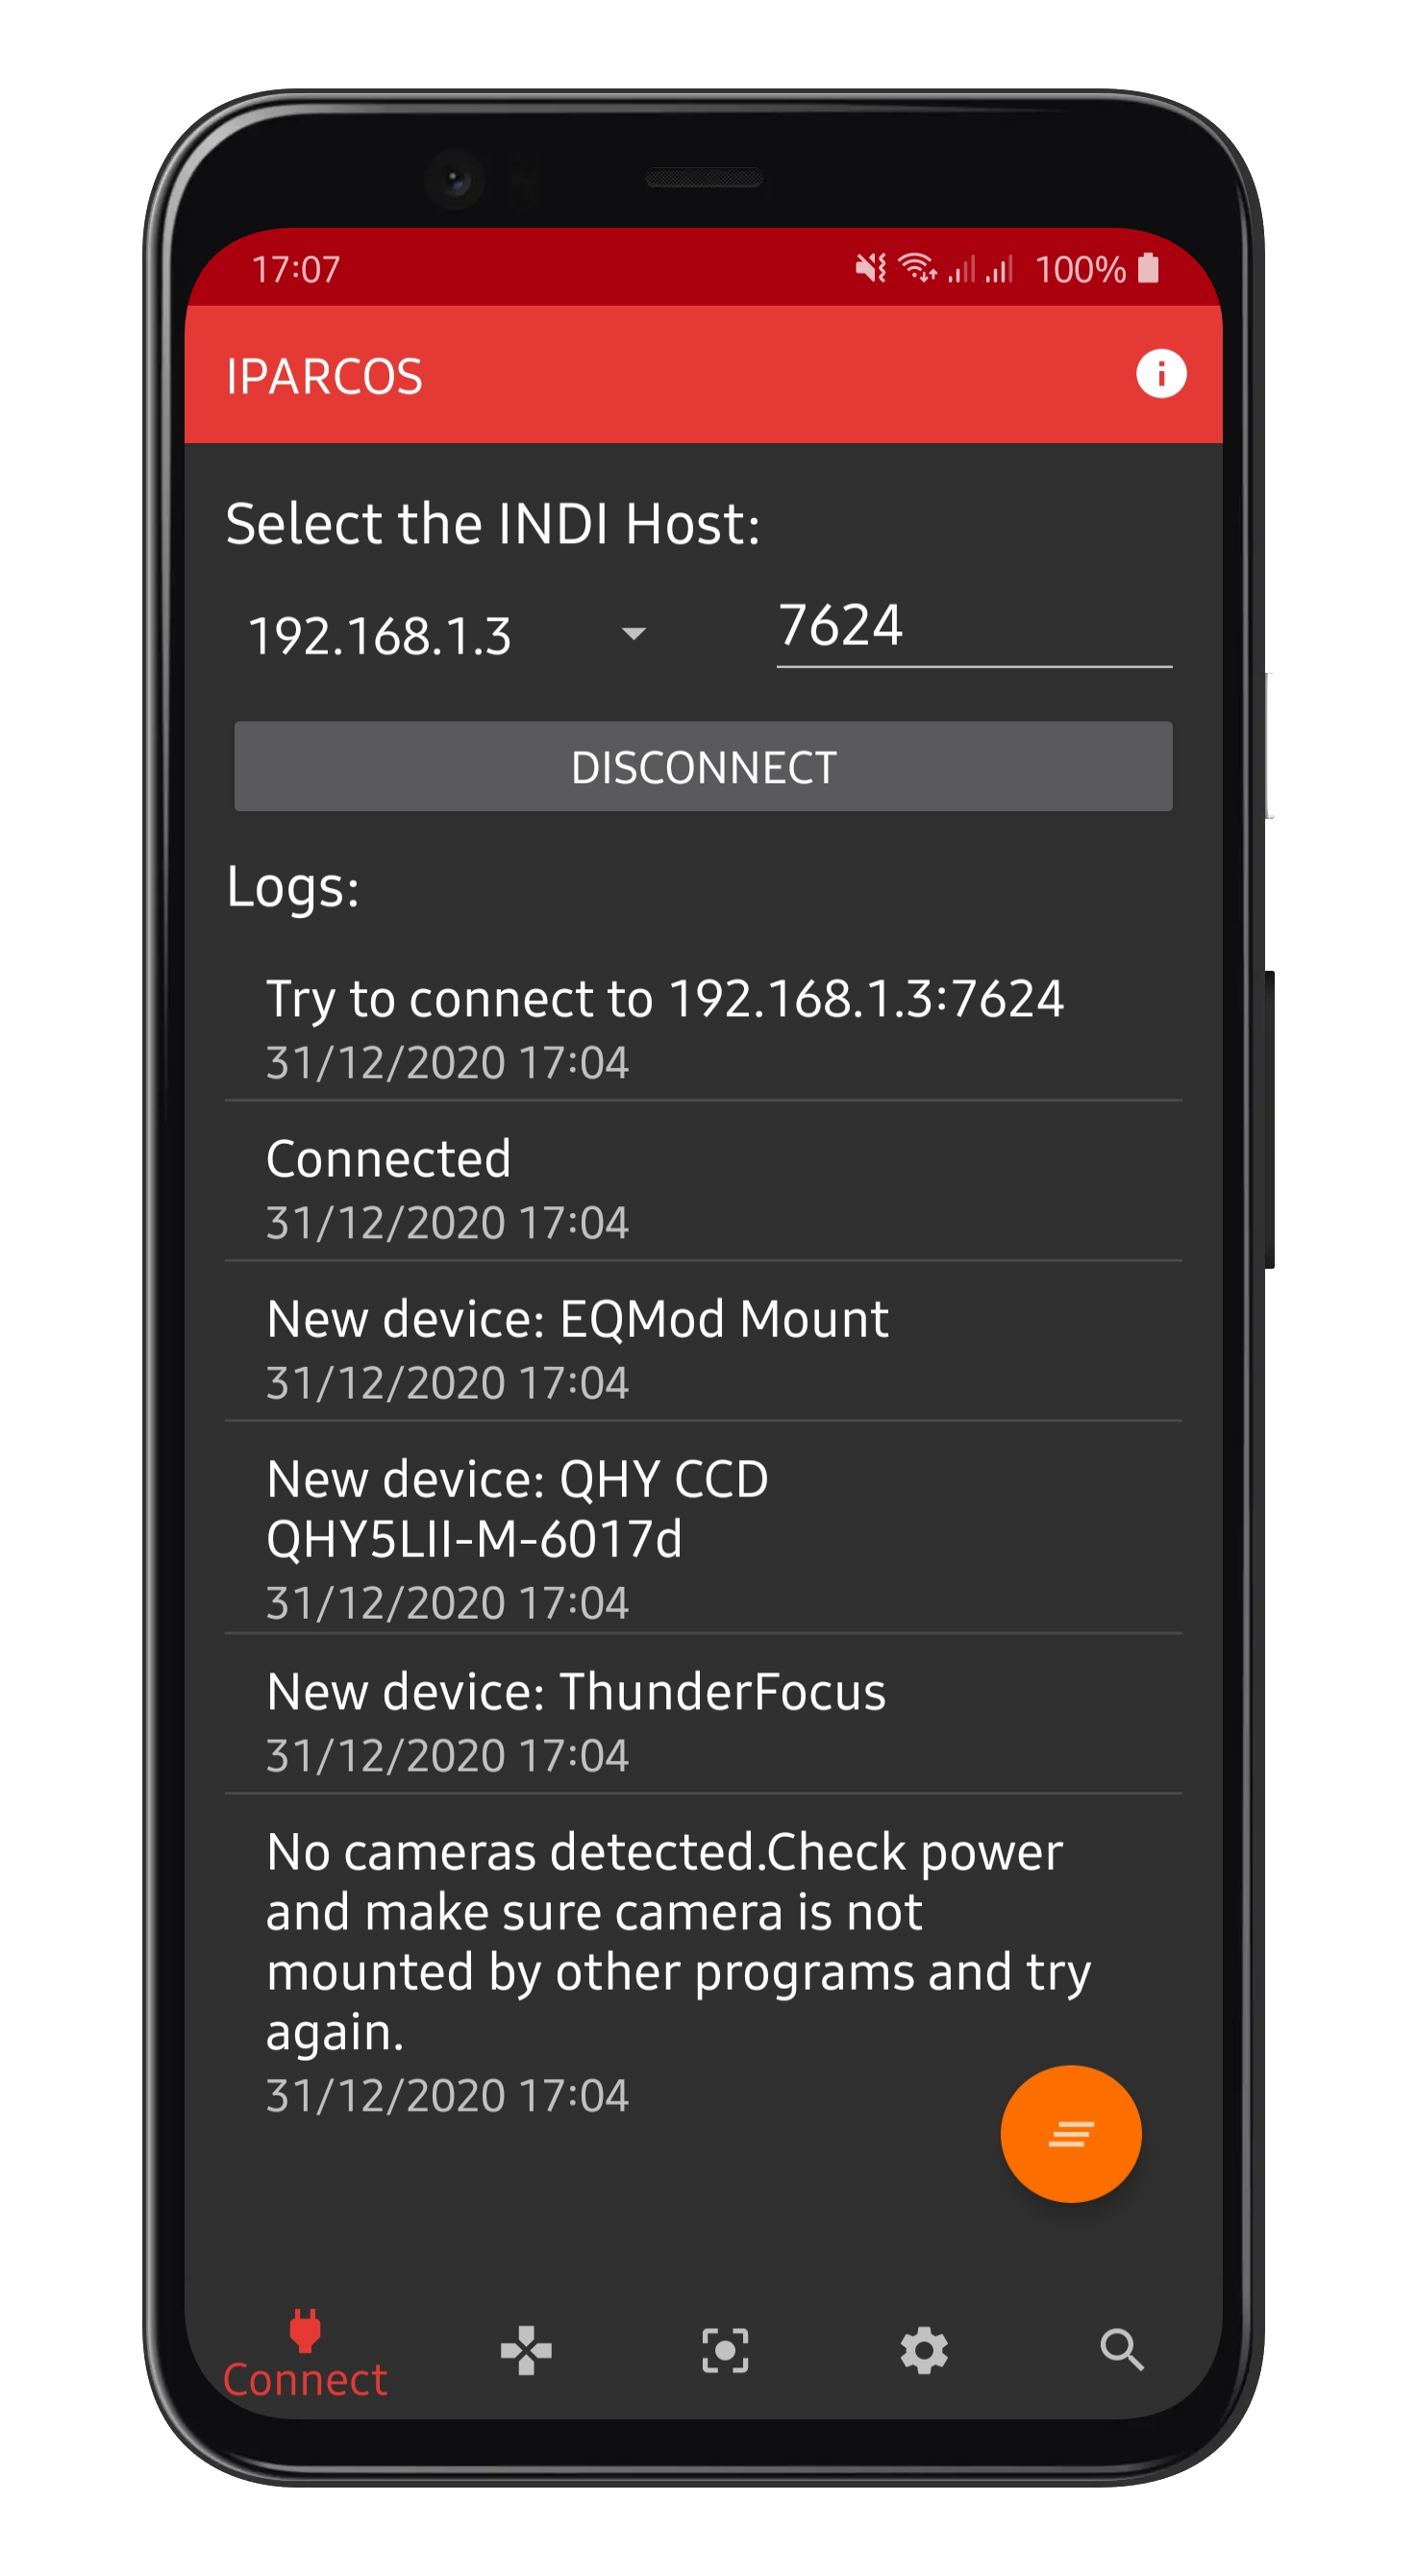 17:07 100%
IPARCOS
Select the INDI Host:
192.168.1.3 7624
DISCONNECT
Logs:
Try to connect to 192.168.1.3:7624
31/12/2020 17:04
Connected
31/12/2020 17:04
New device: EQMod Mount
31/12/2020 17:04
New device: QHY CCD
QHY5LII-M-6017d
31/12/2020 17:04
New device: ThunderFocus
31/12/2020 17:04
No cameras detected.Check power
and make sure camera is not
mounted by other programs and try
again.
31/12/2020 17:04
Connect